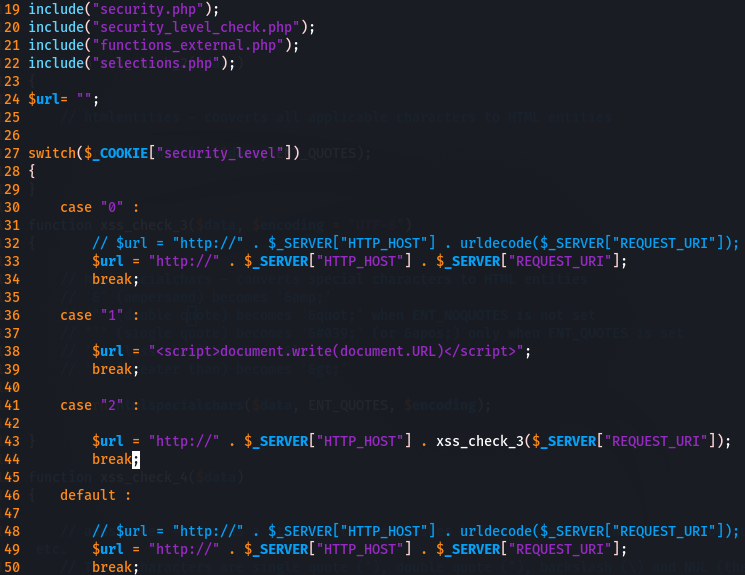 19 include("security.php");
20 include("security_level_check.php");
21 include("functions_external.php");
22 include("selections.php");
23
24 $url= "";
25
26
27 switch($_COOKIE["security_level"])
28 {
29
30     case "0" :
31
32         // $url = "http://" . $_SERVER["HTTP_HOST"] . urldecode($_SERVER["REQUEST_URI"]);
33         $url = "http://" . $_SERVER["HTTP_HOST"] . $_SERVER["REQUEST_URI"];
34         break;
35
36     case "1" :
37
38         $url = "<script>document.write(document.URL)</script>";
39         break;
40
41     case "2" :
42
43         $url = "http://" . $_SERVER["HTTP_HOST"] . xss_check_3($_SERVER["REQUEST_URI"]);
44         break;
45
46     default :
47
48         // $url = "http://" . $_SERVER["HTTP_HOST"] . urldecode($_SERVER["REQUEST_URI"]);
49         $url = "http://" . $_SERVER["HTTP_HOST"] . $_SERVER["REQUEST_URI"];
50         break;